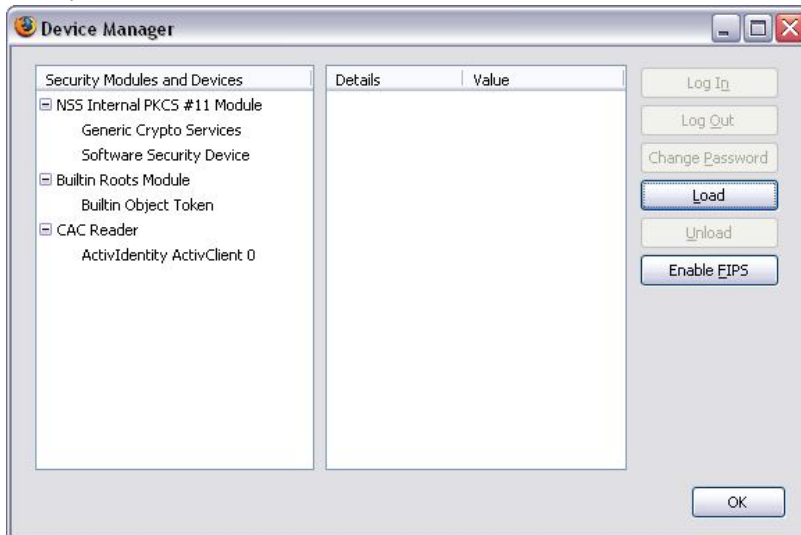 Device Manager
Security Modules and Devices
Details
Value
NSS Internal PKCS #11 Module
Generic Crypto Services
Software Security Device
Builtin Roots Module
Builtin Object Token
CAC Reader
ActivIdentity ActivClient 0
Log In
Log Out
Change Password
Load
Unload
Enable FIPS
OK